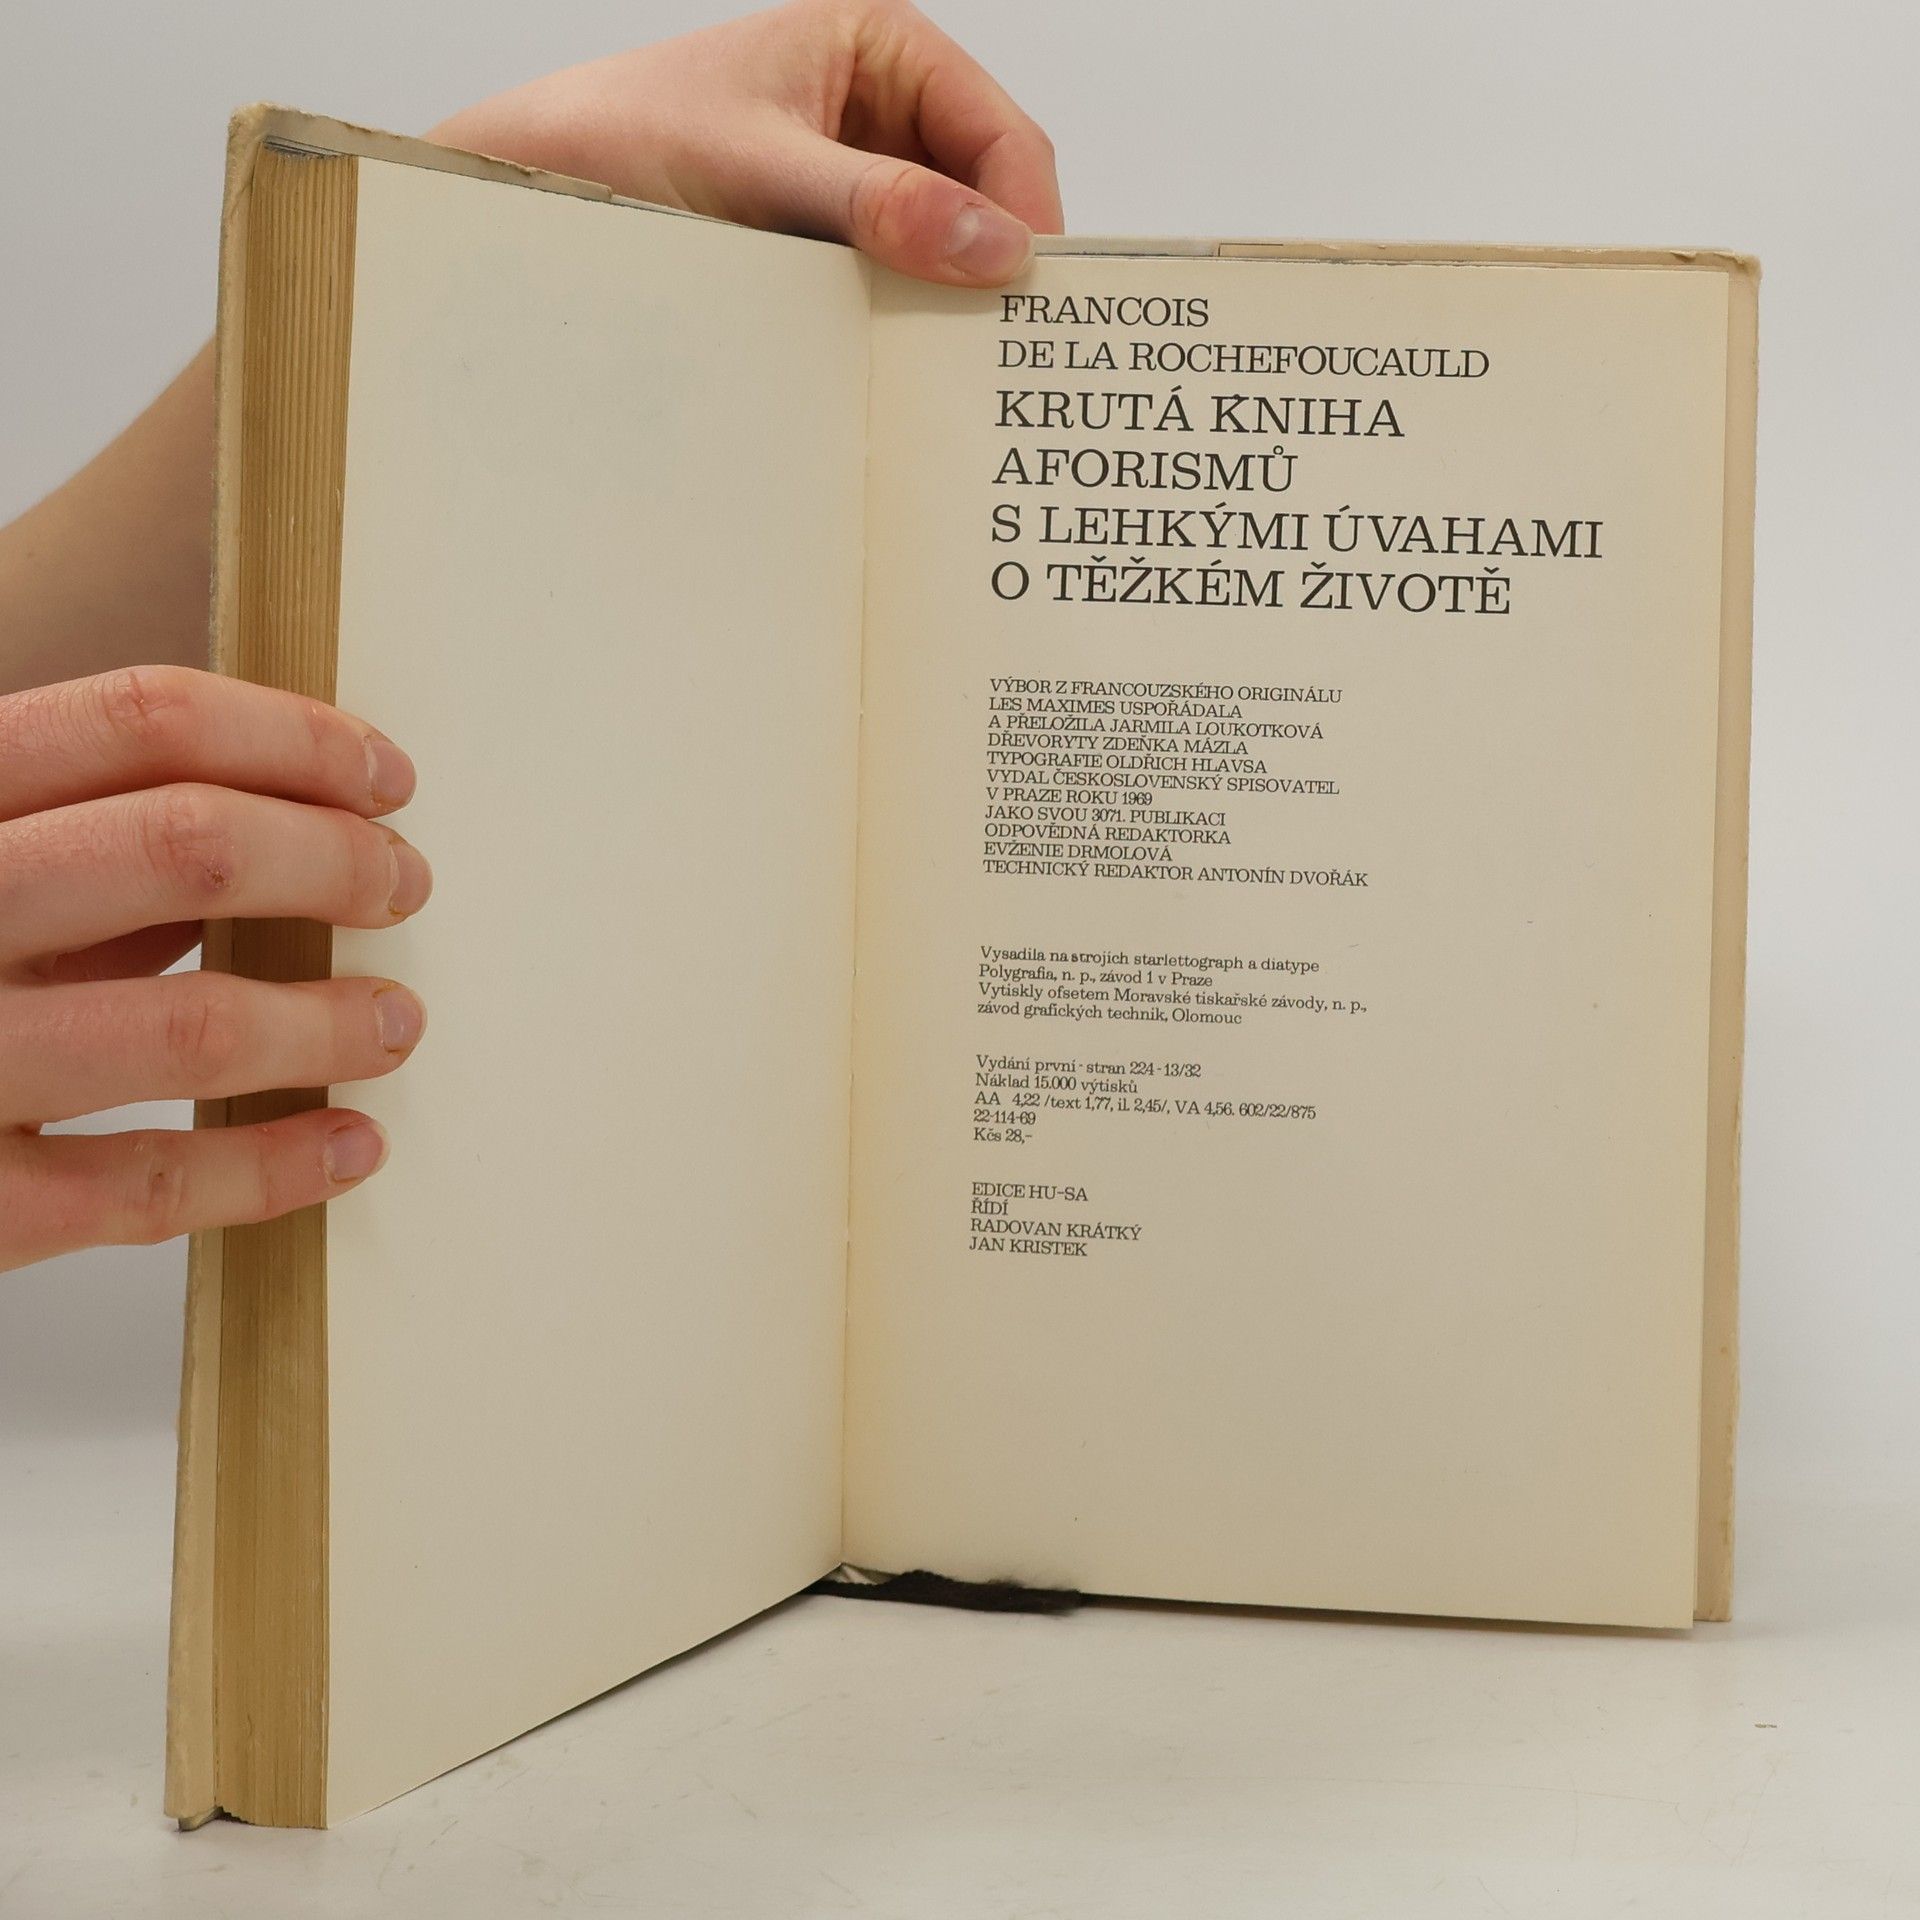 FRANCOIS
DE LA ROCHEFOUCAULD
KRUTÁ KNIHA
AFORISMŮ
S LEHKÝMI ÚVAHAMI
O TĚŽKÉM ŽIVOTĚ
VÝBOR Z FRANCOUZSKÉHO ORIGINÁLU
LES MAXIMES USPOŘÁDALA
A PŘELOŽILA JARMILA LOUKOTKOVÁ
DŘEVORYTY ZDEŇKA MÁZLA
TYPOGRAFIE OLDŘICH HLAVSA
VYDAL ČESKOSLOVENSKÝ SPISOVATEL
V PRAZE ROKU 1969
JAKO SVOU 3071. PUBLIKACI
ODPOVĚDNÁ REDAKTORKA
EVŽENIE DRMOLOVÁ
TECHNICKÝ REDAKTOR ANTONÍN DVOŘÁK
Vysadila na strojích starlettograph a diatype
Polygrafia, n. p., závod 1 v Praze
Vytiskly ofsetem Moravské tiskařské závody, n. p.,
závod grafických technik, Olomouc
Vydání první - stran 224 - 13/32
Náklad 15.000 výtisků
AA 4,22 /text 1,77, il. 2,45/, VA 4,56. 602/22/875
22-114-69
Kčs 28,-
EDICE HU-SA
ŘÍDÍ
RADOVAN KRÁTKÝ
JAN KRISTEK